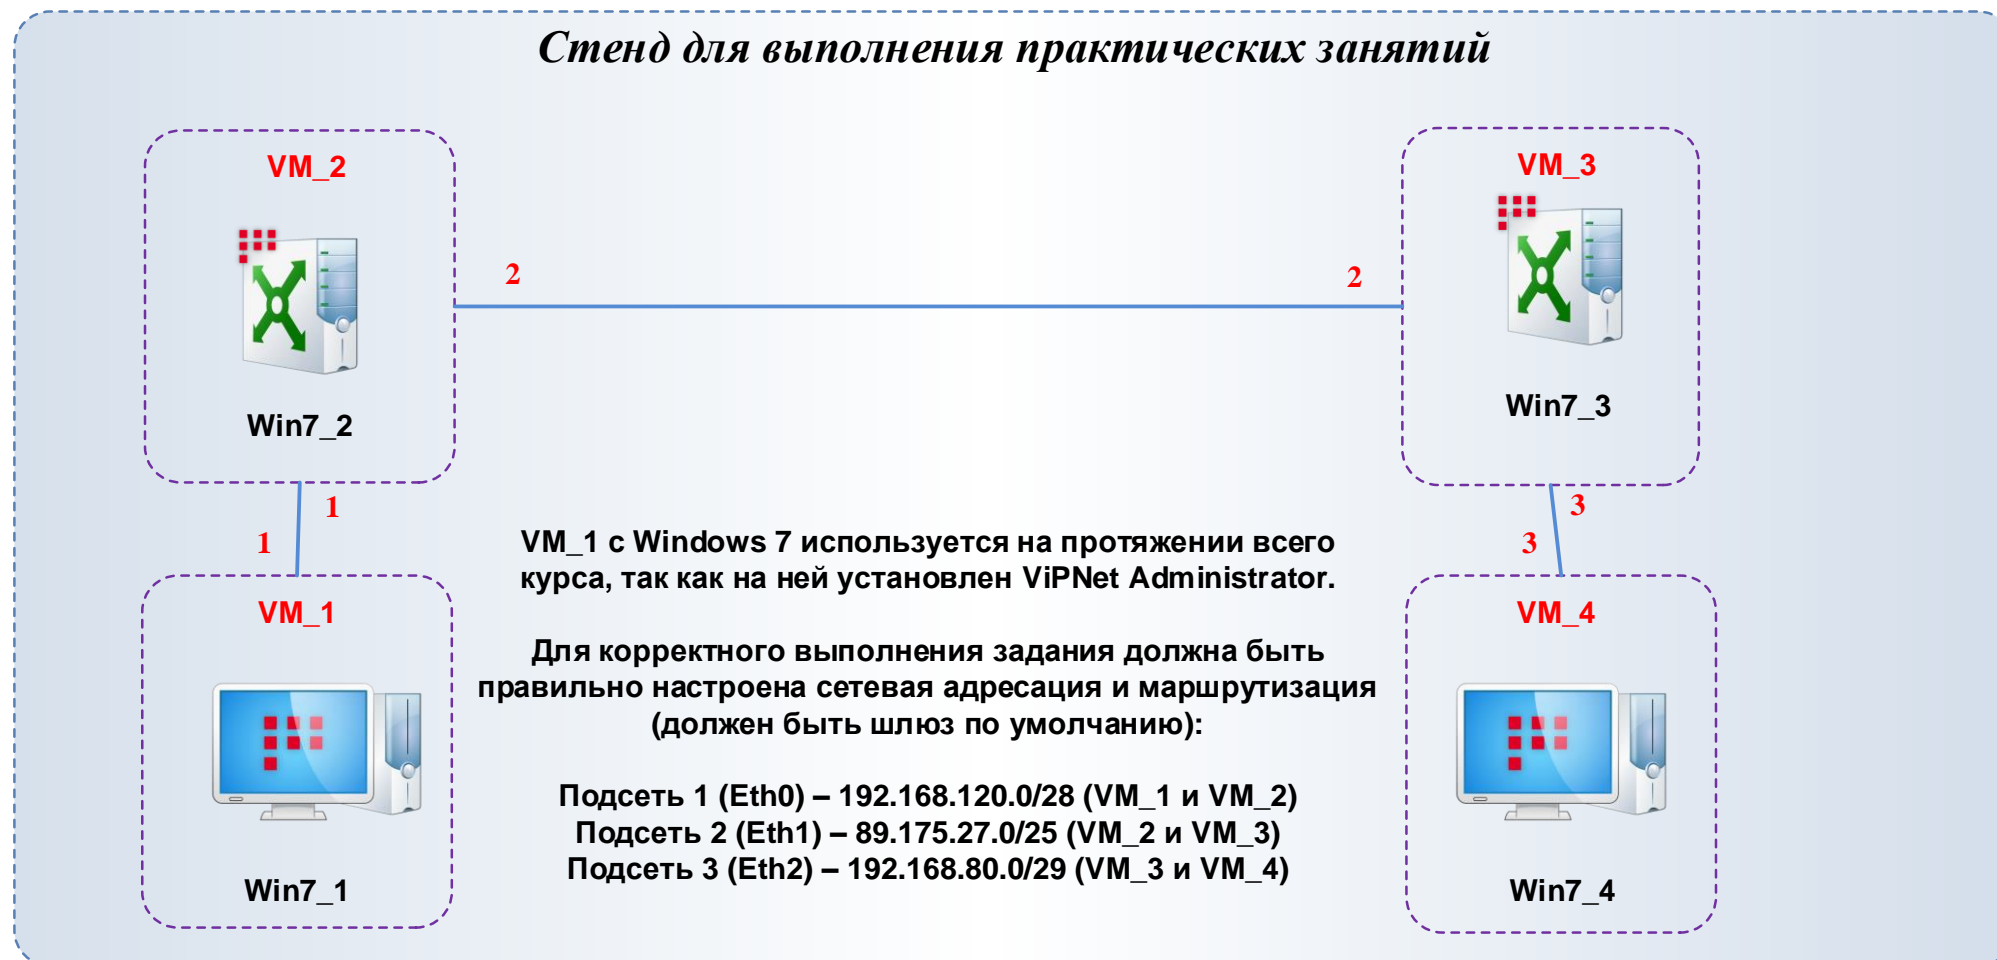 Стенд для выполнения практических занятий
VM_2
Win7_2
VM_3
Win7_3
2
2
1
1
3
3
VM_1
Win7_1
VM_1 с Windows 7 используется на протяжении всего
курса, так как на ней установлен ViPNet Administrator.
Для корректного выполнения задания должна быть
правильно настроена сетевая адресация и маршрутизация
(должен быть шлюз по умолчанию):
Подсеть 1 (Eth0) – 192.168.120.0/28 (VM_1 и VM_2)
Подсеть 2 (Eth1) – 89.175.27.0/25 (VM_2 и VM_3)
Подсеть 3 (Eth2) – 192.168.80.0/29 (VM_3 и VM_4)
VM_4
Win7_4